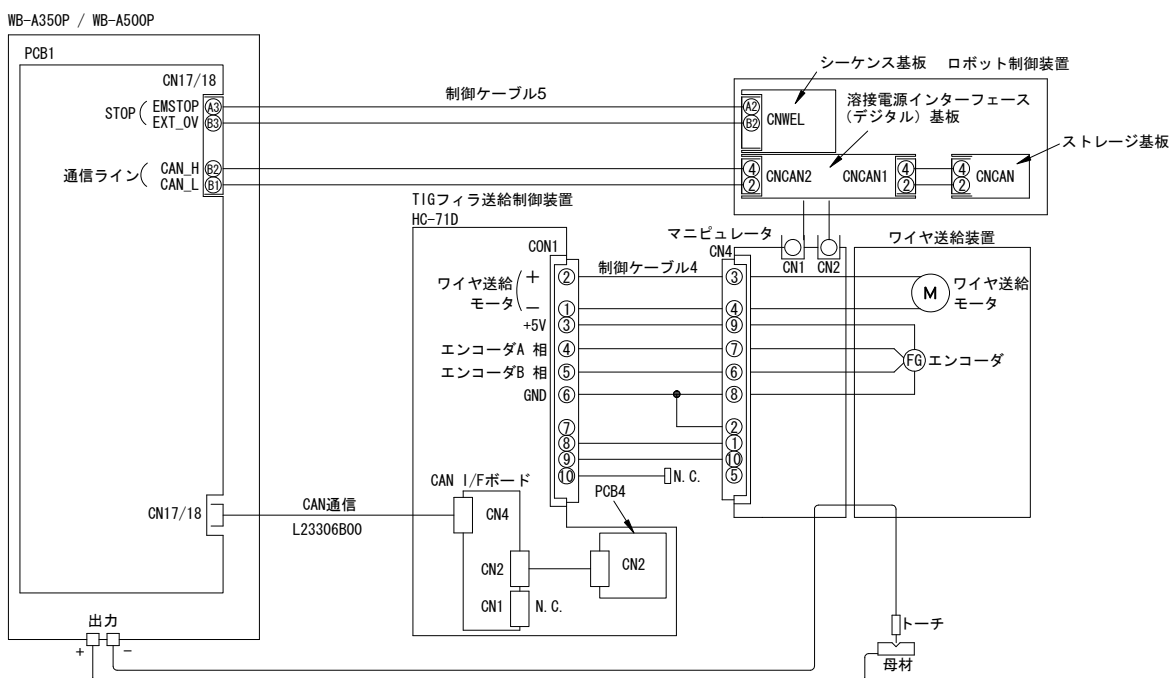 WB-A350P / WB-A500P
PCB1
CN17/18
STOP
EMSTOP
A3
EXT_0V
B3
制御ケーブル5
シーケンス基板
ロボット制御装置
A2
B2
CNWEL
溶接電源インターフェース
（デジタル）基板
ストレージ基板
通信ライン
CAN_H
B2
CAN_L
B1
4
2
CNCAN2
CNCAN1
4
2
4
2
CNCAN
TIGフィラ送給制御装置
HC-71D
マニピュレータ
CN1
CN2
ワイヤ送給装置
CON1
制御ケーブル4
CN4
ワイヤ送給
モータ
+
−
2
3
M
ワイヤ送給
モータ
1
4
+5V
3
9
エンコーダA 相
4
7
FG
エンコーダ
エンコーダB 相
5
6
GND
6
8
7
2
8
1
9
10
10
N.C.
5
CAN I/Fボード
PCB4
CN17/18
CAN通信
L23306B00
CN4
CN2
CN2
CN1
N.C.
出力
+
−
トーチ
母材